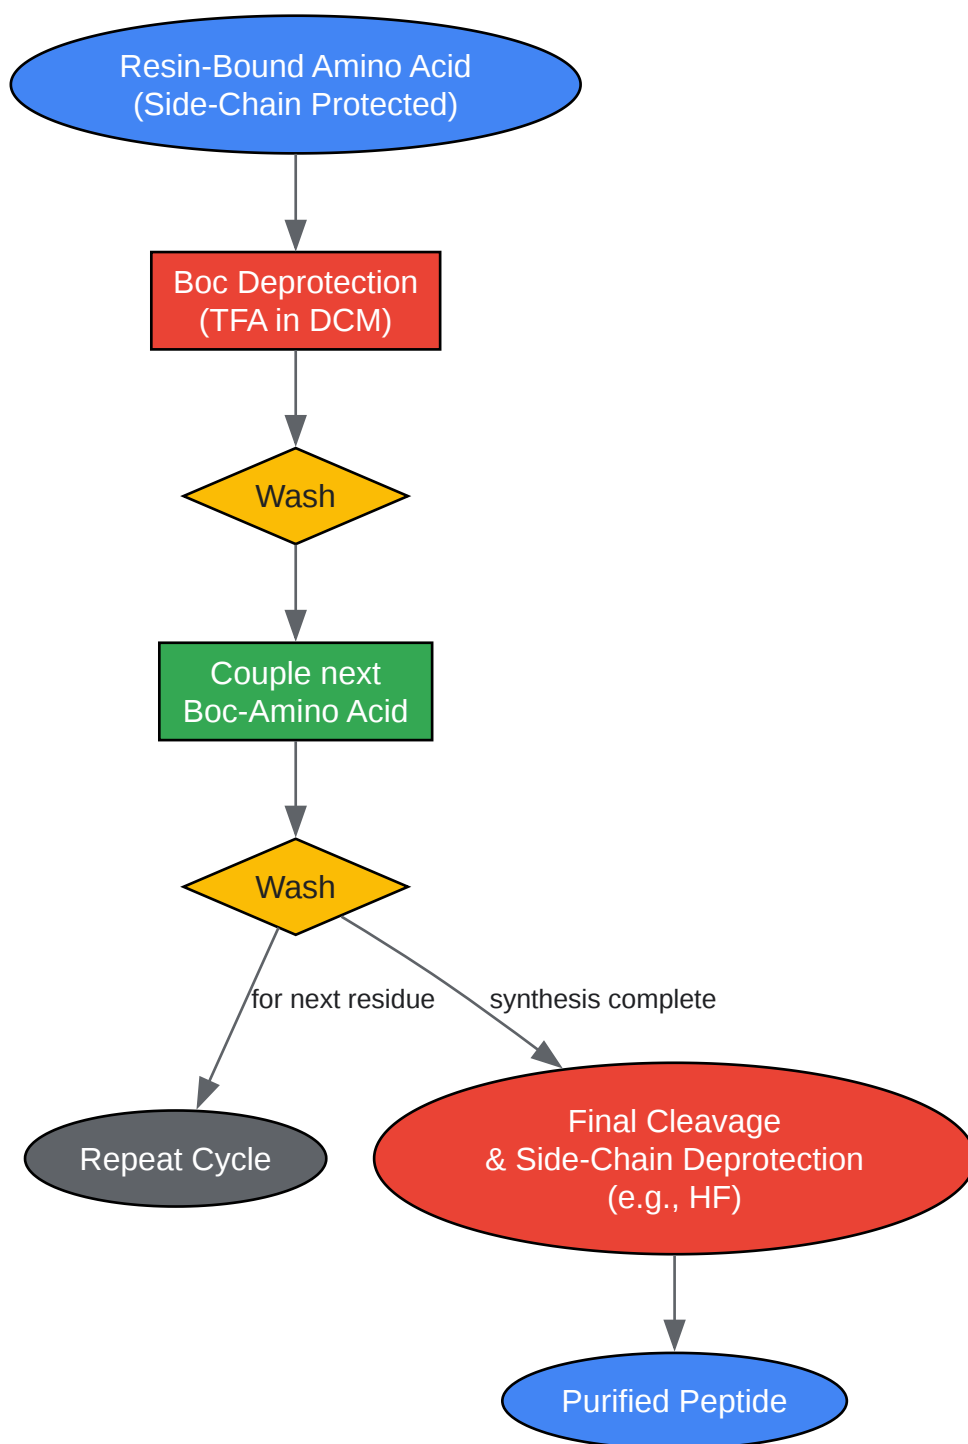 Resin-Bound Amino Acid
(Side-Chain Protected)
Boc Deprotection
(TFA in DCM)
Wash
Couple next
Boc-Amino Acid
Wash
for next residue
synthesis complete
Repeat Cycle
Final Cleavage
& Side-Chain Deprotection
(e.g., HF)
Purified Peptide